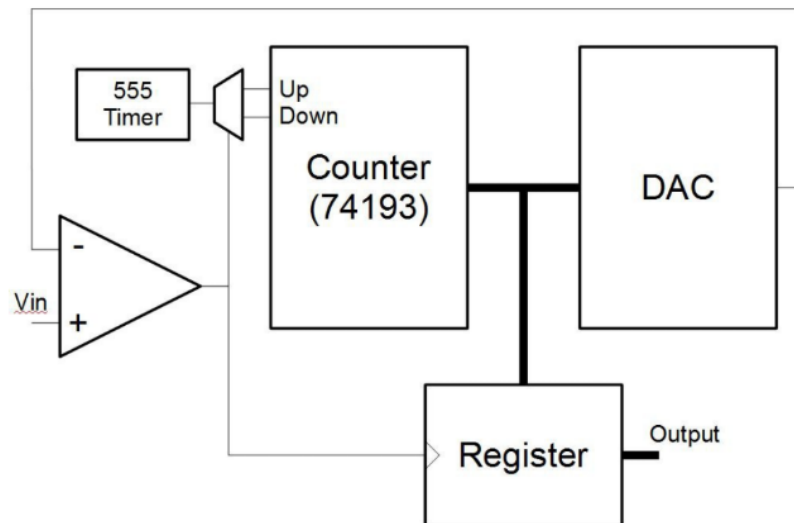 555
Timer
Up
Down
Counter
(74193)
DAC
-
Vin
+
Register
Output